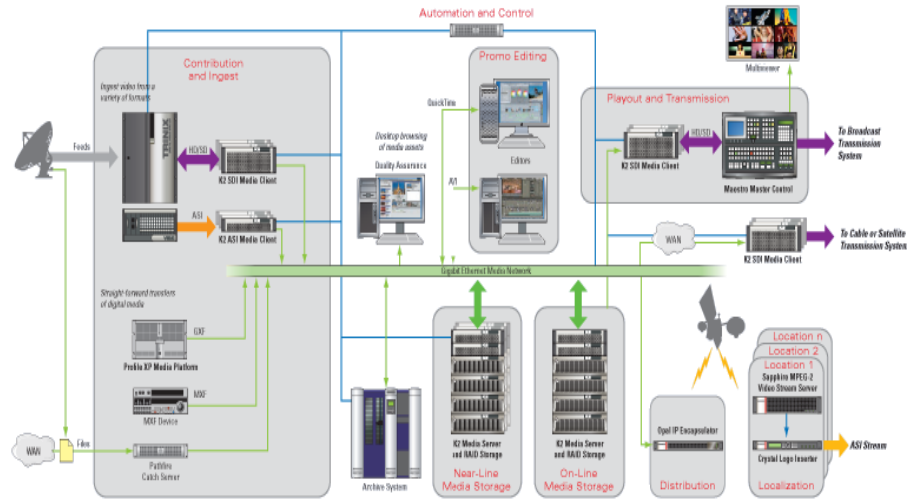 Automation and Control
Contribution
and Ingest
Ingest video from a
variety of formats
Feeds
TRINIX
HD/SD
K2 SDI Media Client
ASI
K2 ASI Media Client
Desktop browsing
of media assets
Quality Assurance
Promo Editing
QuickTime
Editors
AVI
Multiviewer
Playout and Transmission
HD/SD
K2 SDI Media Client
Maestro Master Control
To Broadcast
Transmission
System
WAN
K2 SDI Media Client
To Cable or Satellite
Transmission System
Gigabit Ethernet Media Network
Straight-forward transfers
of digital media
GXF
Profile XP Media Platform
MXF
MXF Device
WAN
Files
Pathfire
Catch Server
Archive System
K2 Media Server
and RAID Storage
Near-Line
Media Storage
K2 Media Server
and RAID Storage
On-Line
Media Storage
Opal IP Encapsulator
Distribution
Location n
Location 2
Location 1
Sapphire MPEG-2
Video Stream Server
Crystal Logo Inserter
ASI Stream
Localization